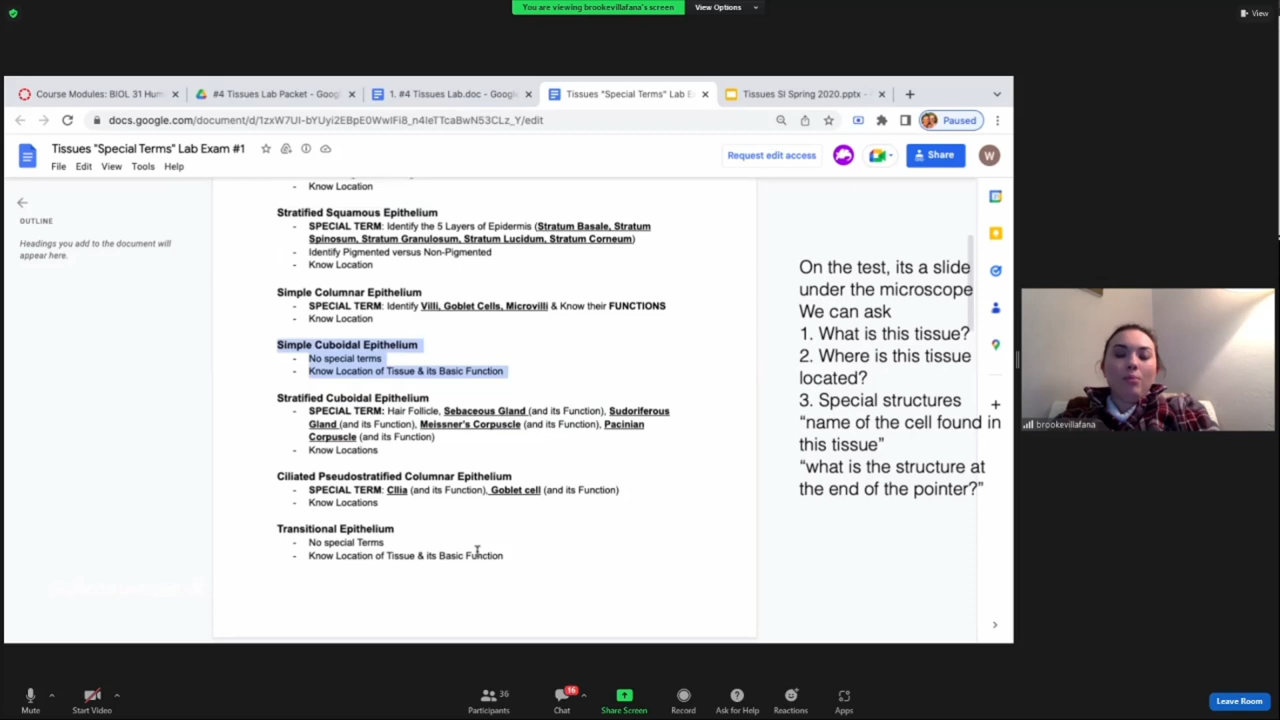 You are viewing brookevillafana's screen
View Options
View
Course Modules: BIOL 31 Hum
#4 Tissues Lab Packet - Goog
1. #4 Tissues Lab.doc - Google
Tissues "Special Terms" Lab E
Tissues SI Spring 2020.pptx -
docs.google.com/document/d/1zxW7UI-bYUyi2EBpE0WwIFi8_n4IeTTcaBwN53CLz_Y/edit
Paused
Tissues "Special Terms" Lab Exam #1
File Edit View Tools Help
Request edit access
Share
W
OUTLINE
Headings you add to the document will
appear here.
- Know Location
Stratified Squamous Epithelium
- SPECIAL TERM: Identify the 5 Layers of Epidermis (Stratum Basale, Stratum
Spinosum, Stratum Granulosum, Stratum Lucidum, Stratum Corneum)
- Identify Pigmented versus Non-Pigmented
- Know Location
Simple Columnar Epithelium
- SPECIAL TERM: Identify Villi, Goblet Cells, Microvilli & Know their FUNCTIONS
- Know Location
Simple Cuboidal Epithelium
- No special terms
- Know Location of Tissue & its Basic Function
Stratified Cuboidal Epithelium
- SPECIAL TERM: Hair Follicle, Sebaceous Gland (and its Function), Sudoriferous
Gland (and its Function), Meissner's Corpuscle (and its Function), Pacinian
Corpuscle (and its Function)
- Know Locations
Ciliated Pseudostratified Columnar Epithelium
- SPECIAL TERM: Cilia (and its Function), Goblet cell (and its Function)
- Know Locations
Transitional Epithelium
- No special Terms
- Know Location of Tissue & its Basic Function
On the test, its a slide
under the microscope
We can ask
1. What is this tissue?
2. Where is this tissue
located?
3. Special structures
"name of the cell found in
this tissue"
"what is the structure at
the end of the pointer?"
brookevillafana
Mute
Start Video
36
Participants
16
Chat
Share Screen
Record
Ask for Help
Reactions
Apps
Leave Room